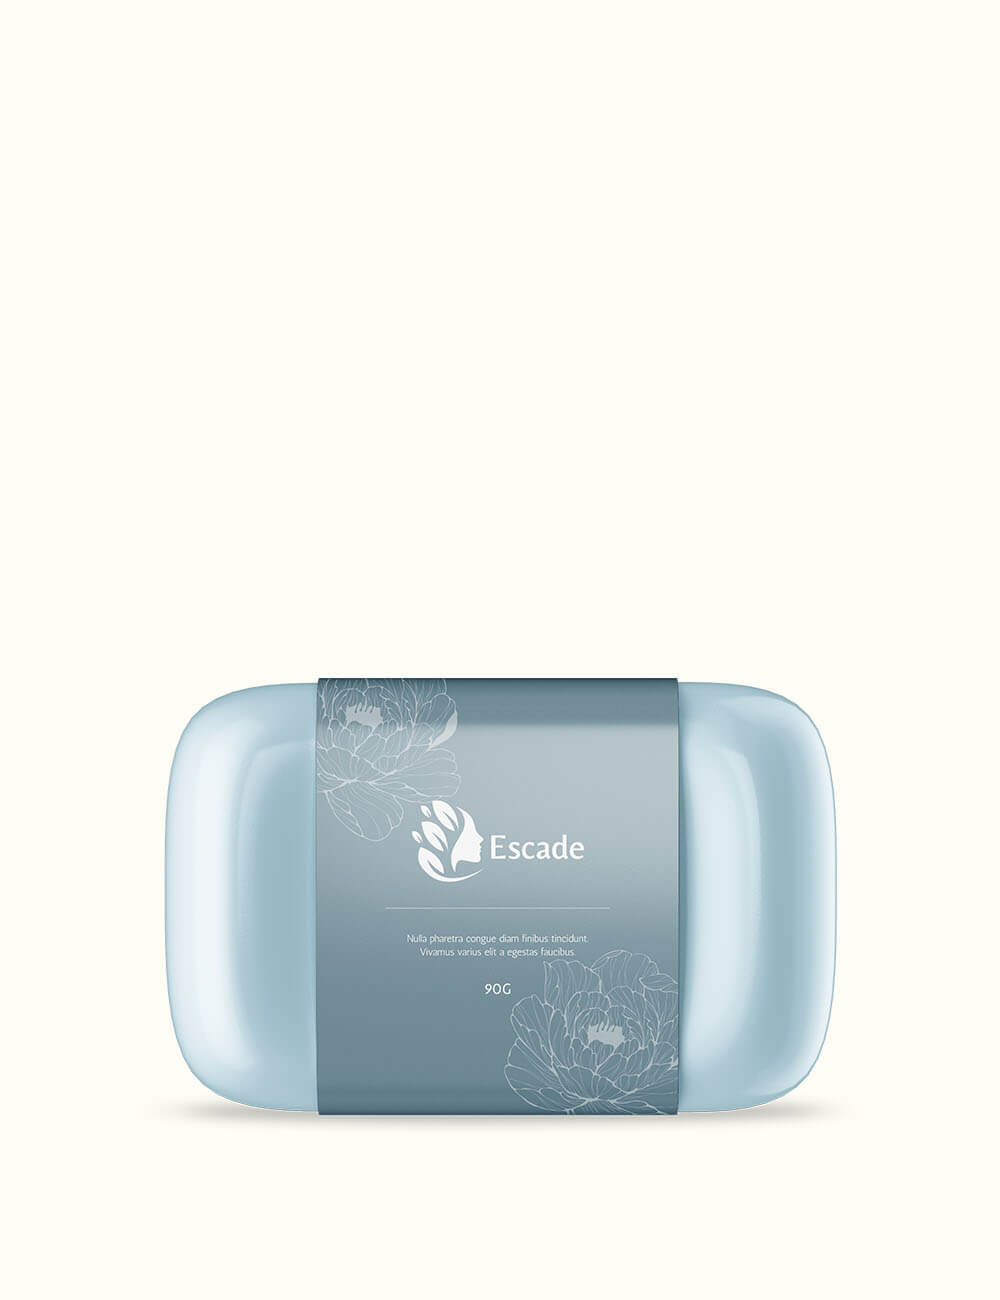 Escade
Nulla pharetra congue diam finibus tincidunt.
Vivamus varius elit a egestas faucibus.
90G